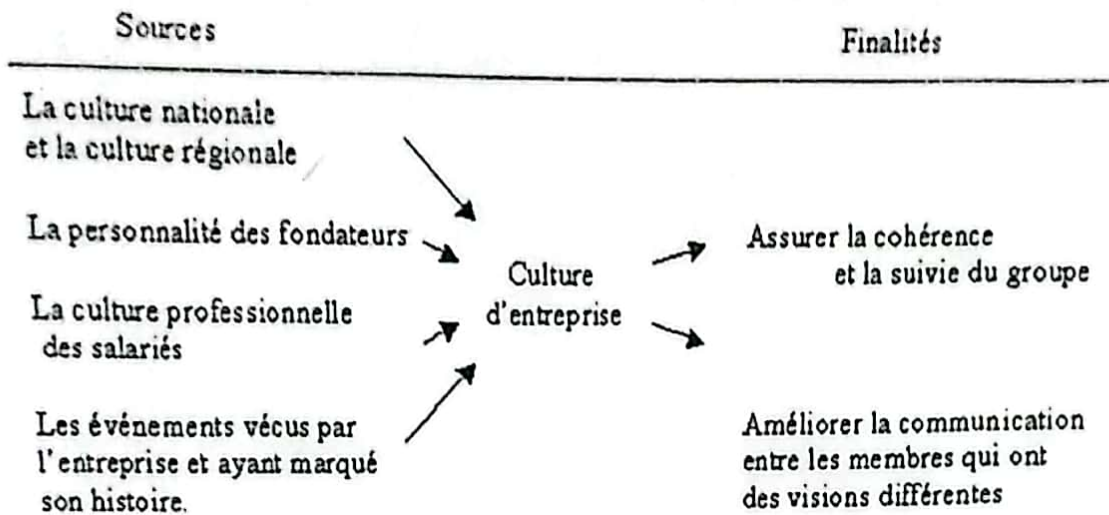 Sources
Finalités
La culture nationale
et la culture régionale
La personnalité des fondateurs
La culture professionnelle
des salariés
Les événements vécus par
l'entreprise et ayant marqué
son histoire.
Culture
d'entreprise
Assurer la cohérence
et la suivie du groupe
Améliorer la communication
entre les membres qui ont
des visions différentes